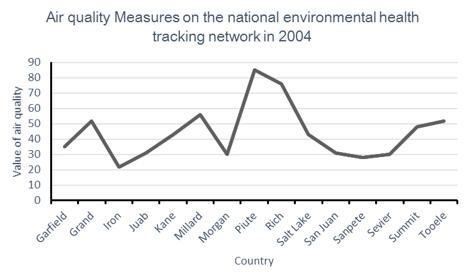 Air quality Measures on the national environmental health
tracking network in 2004
Value of air quality
90
80
70
60
50
40
30
20
10
0
Garfield
Grand
Iron
Juab
Kane
Millard
Morgan
Piute
Rich
Salt Lake
San Juan
Sanpete
Sevier
Summit
Tooele
Country